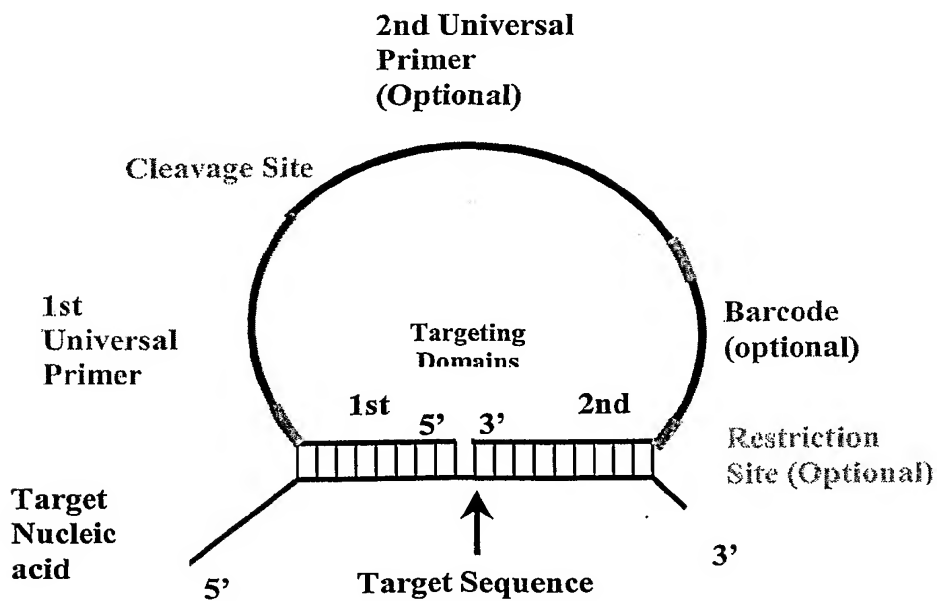 2nd Universal
Primer
(Optional)
Cleavage Site
1st
Universal
Primer
Targeting
Domains
Barcode
(optional)
1st
2nd
5’
3’
Restriction
Site (Optional)
Target
Nucleic
acid
5’
3’
Target Sequence